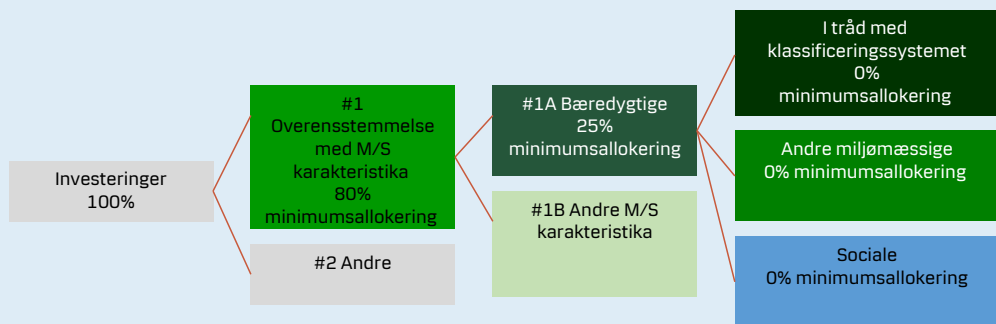 Investeringer
100%
#1
Overensstemmelse
med M/S
karakteristika
80%
minimumsallokering
#2 Andre
#1A Bæredygtige
25%
minimumsallokering
#1B Andre M/S
karakteristika
I tråd med
klassificeringssystemet
0%
minimumsallokering
Andre miljømæssige
0% minimumsallokering
Sociale
0% minimumsallokering